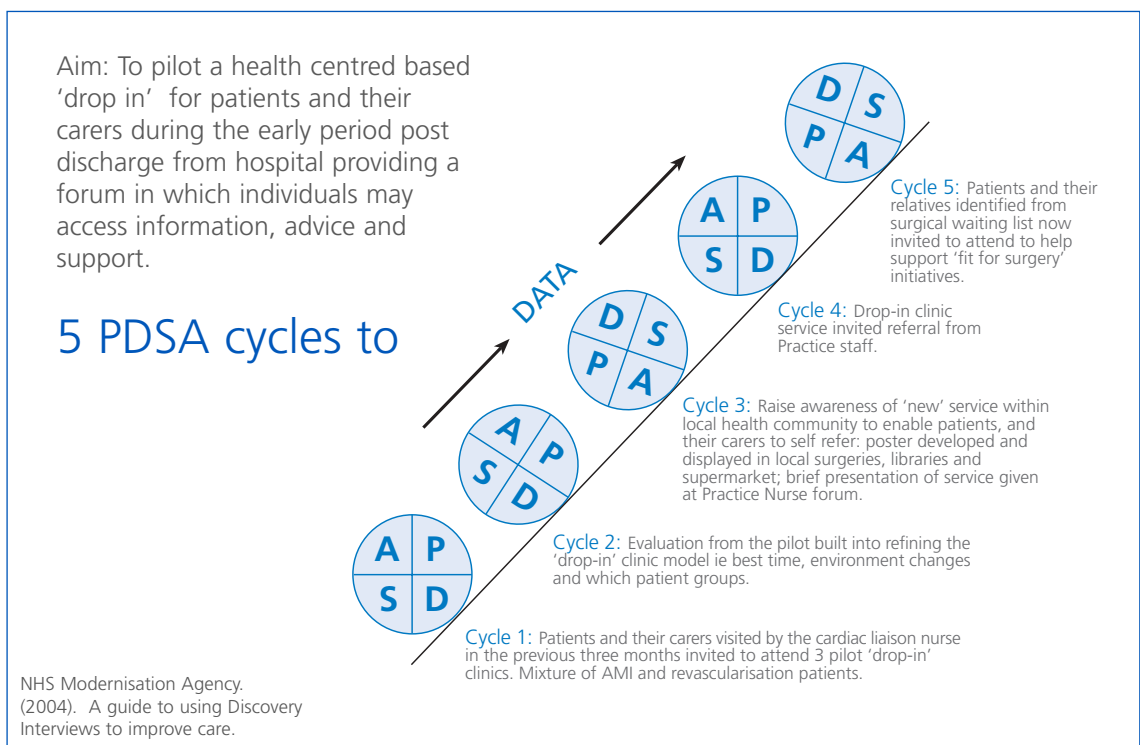 Aim: To pilot a health centred based
‘drop in’ for patients and their
carers during the early period post
discharge from hospital providing a
forum in which individuals may
access information, advice and
support.
5 PDSA cycles to
DATA
D S
P A
Cycle 5: Patients and their
relatives identified from
surgical waiting list now
invited to attend to help
support ‘fit for surgery’
initiatives.
A P
S D
Cycle 4: Drop-in clinic
service invited referral from
Practice staff.
D S
P A
Cycle 3: Raise awareness of ‘new’ service within
local health community to enable patients, and
their carers to self refer: poster developed and
displayed in local surgeries, libraries and
supermarket; brief presentation of service given
at Practice Nurse forum.
A P
S D
Cycle 2: Evaluation from the pilot built into refining the
‘drop-in’ clinic model ie best time, environment changes
and which patient groups.
A P
S D
Cycle 1: Patients and their carers visited by the cardiac liaison nurse
in the previous three months invited to attend 3 pilot ‘drop-in’
clinics. Mixture of AMI and revascularisation patients.
NHS Modernisation Agency.
(2004). A guide to using Discovery
Interviews to improve care.